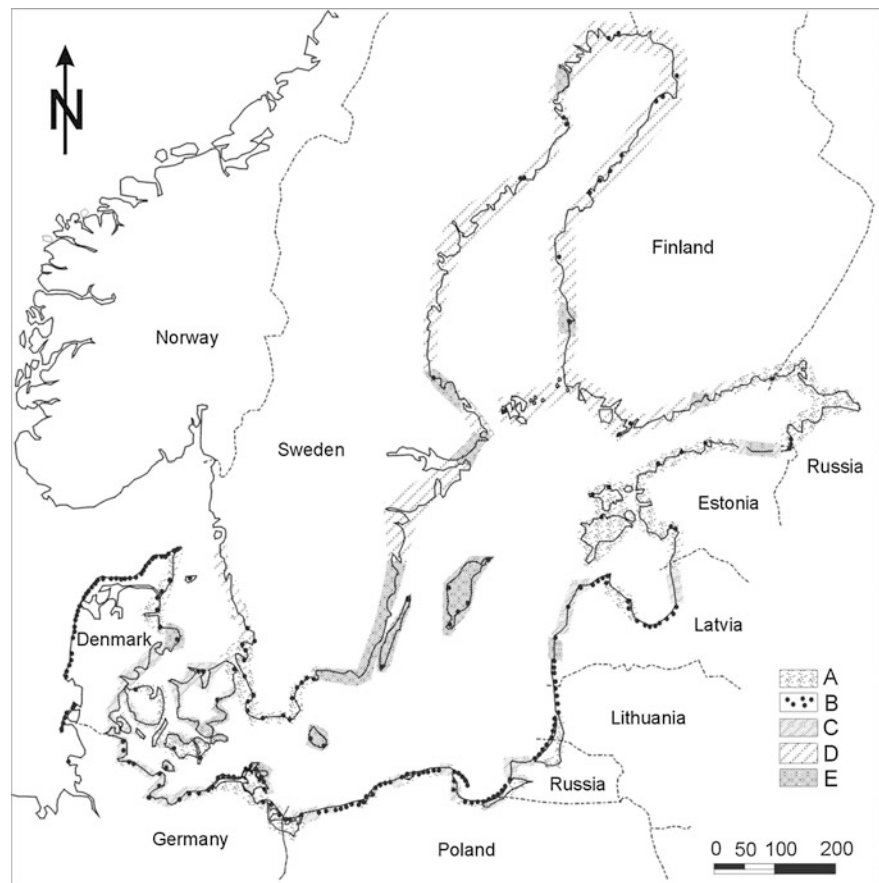 N
Finland
Norway
Sweden
Russia
Estonia
Denmark
Latvia
A
B
Lithuania
C
D
Russia
E
Germany
Poland
0 50 100 200